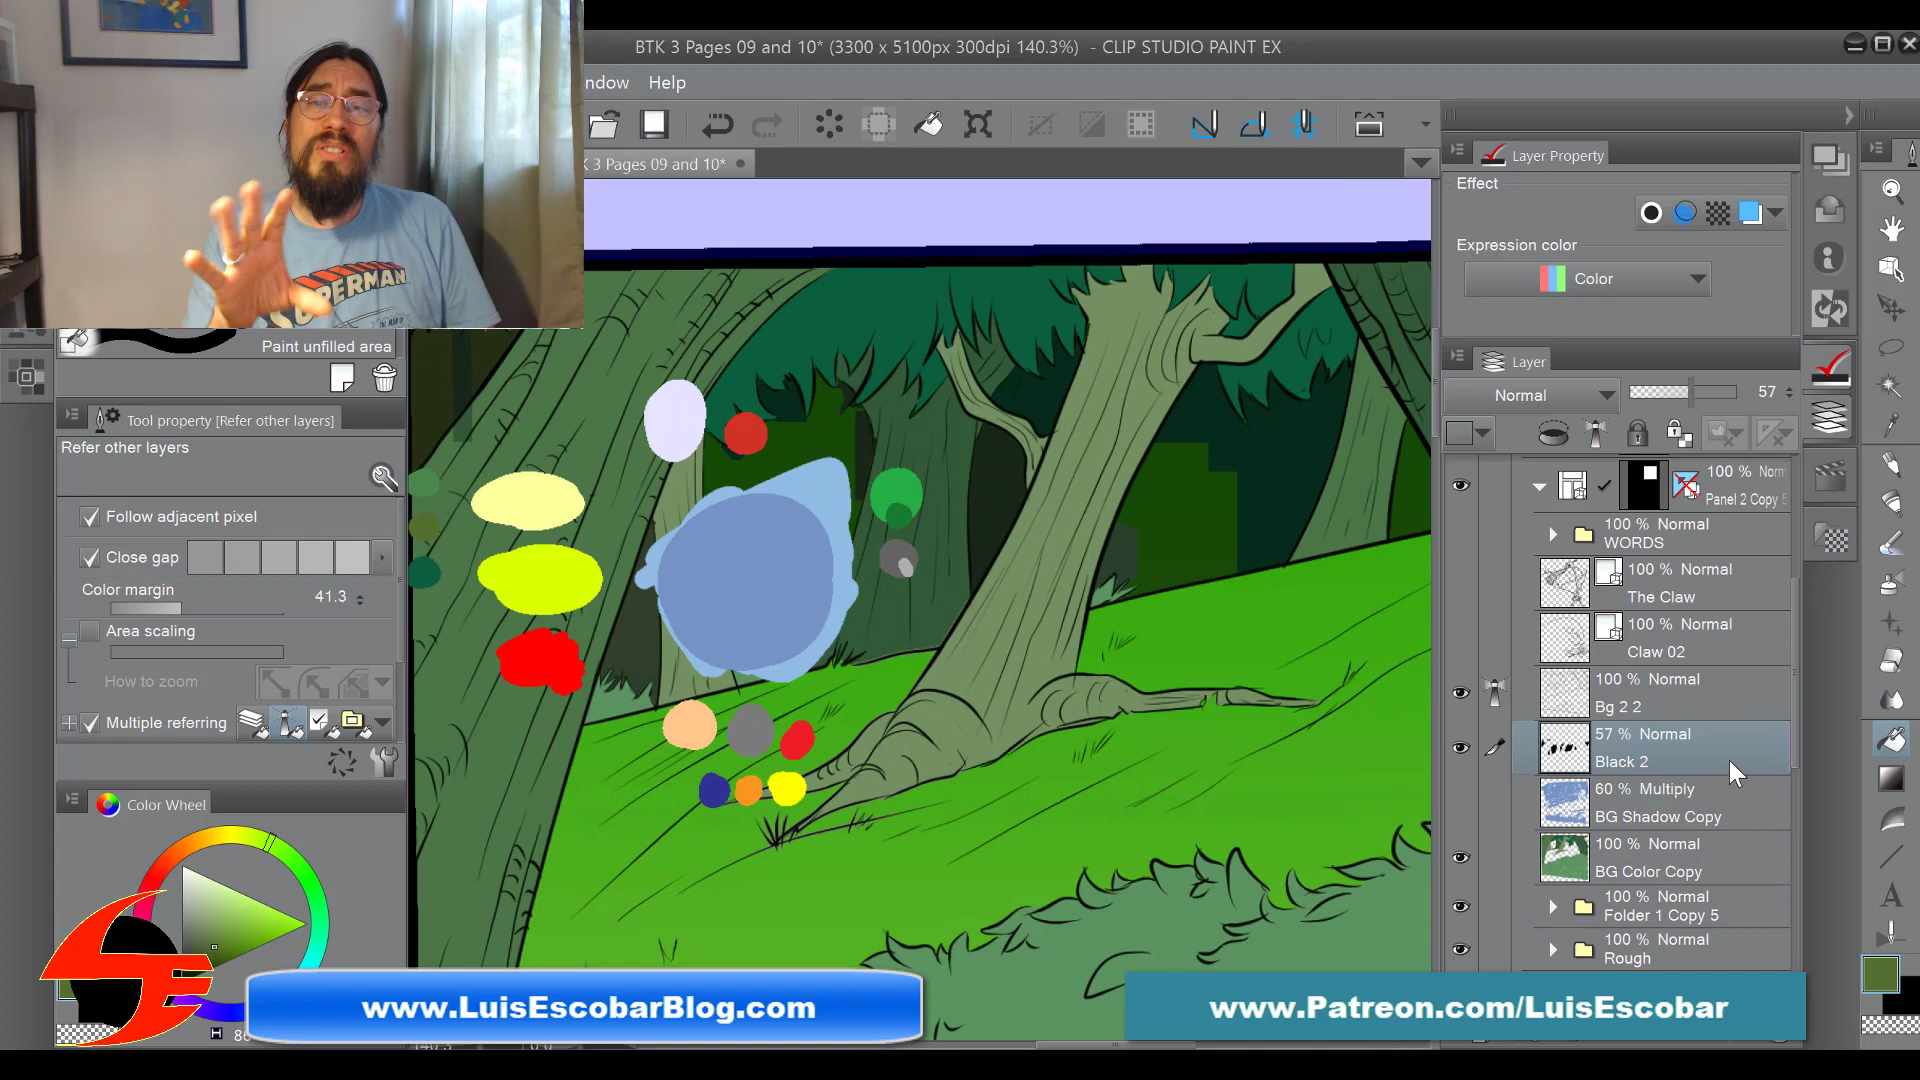 BTK 3 Pages 09 and 10* (3300 x 5100px 300dpi 140.3%) - CLIP STUDIO PAINT EX
ndow Help
K 3 Pages 09 and 10*
SUPERMAN
Paint unfilled area
Tool property [Refer other layers]
Refer other layers
Follow adjacent pixel
Close gap
Color margin
41.3
Area scaling
How to zoom
Multiple referring
Color Wheel
H 86
Layer Property
Effect
Expression color
Color
Layer
Normal
57
100 % Norm
Panel 2 Copy 5
100 % Normal
WORDS
100 % Normal
The Claw
100 % Normal
Claw 02
100 % Normal
Bg 2 2
57 % Normal
Black 2
60 % Multiply
BG Shadow Copy
100 % Normal
BG Color Copy
100 % Normal
Folder 1 Copy 5
100 % Normal
Rough
www.LuisEscobarBlog.com
www.Patreon.com/LuisEscobar